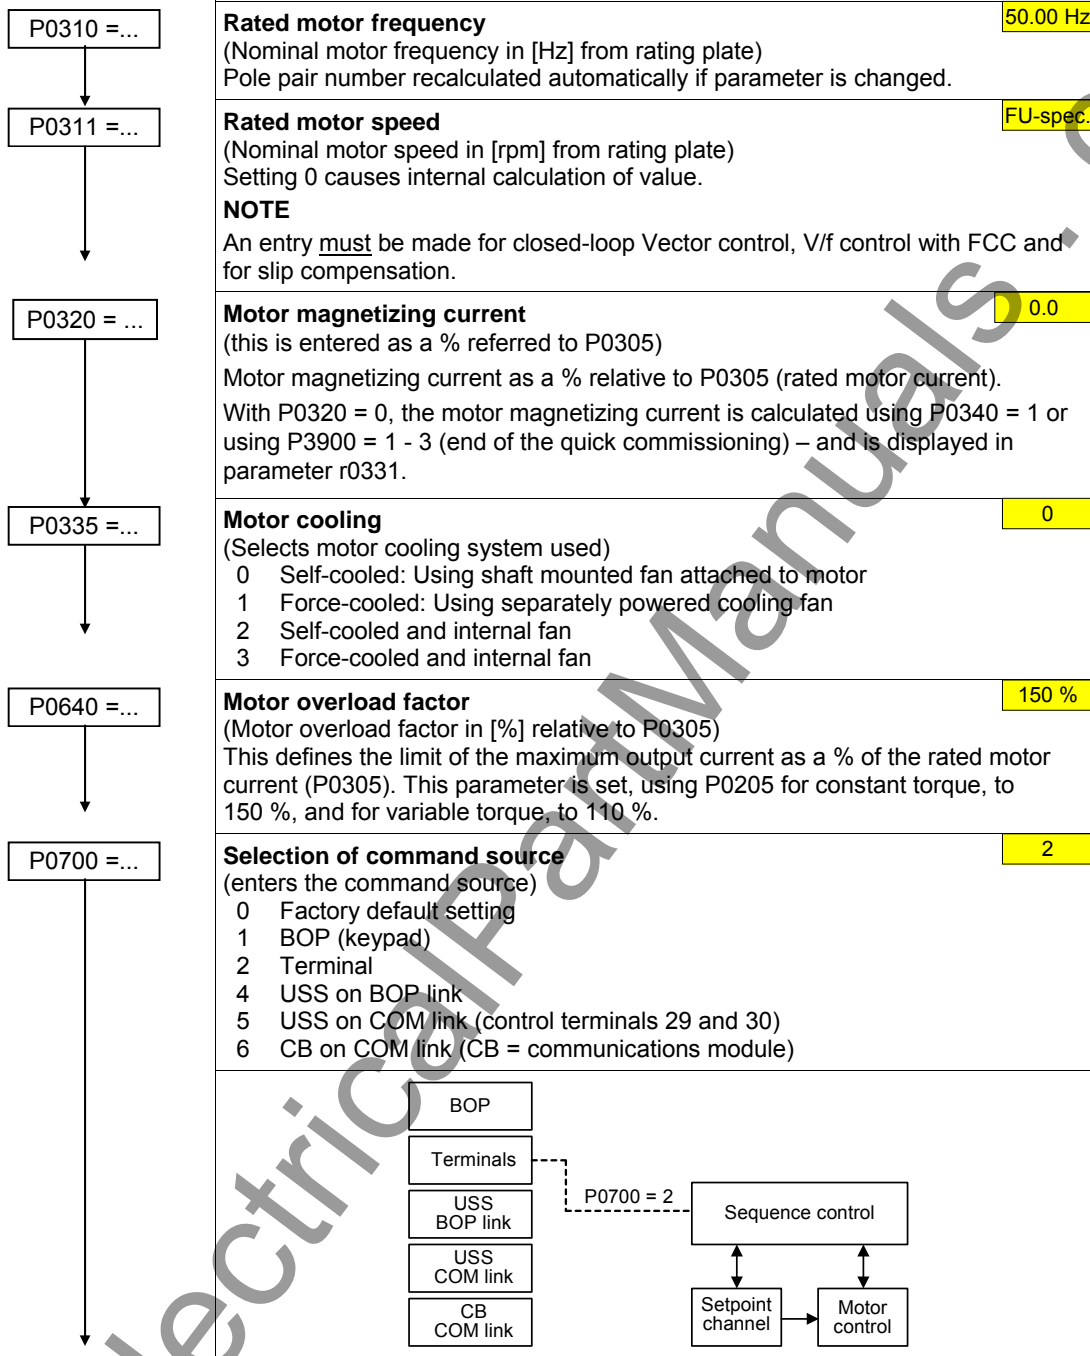 P0310 =...
Rated motor frequency
50.00 Hz
(Nominal motor frequency in [Hz] from rating plate)
Pole pair number recalculated automatically if parameter is changed.
P0311 =...
Rated motor speed
FU-spec.
(Nominal motor speed in [rpm] from rating plate)
Setting 0 causes internal calculation of value.
NOTE
An entry must be made for closed-loop Vector control, V/f control with FCC and
for slip compensation.
P0320 = ...
Motor magnetizing current
0.0
(this is entered as a % referred to P0305)
Motor magnetizing current as a % relative to P0305 (rated motor current).
With P0320 = 0, the motor magnetizing current is calculated using P0340 = 1 or
using P3900 = 1 - 3 (end of the quick commissioning) – and is displayed in
parameter r0331.
P0335 =...
Motor cooling
0
(Selects motor cooling system used)
0 Self-cooled: Using shaft mounted fan attached to motor
1 Force-cooled: Using separately powered cooling fan
2 Self-cooled and internal fan
3 Force-cooled and internal fan
P0640 =...
Motor overload factor
150 %
(Motor overload factor in [%] relative to P0305)
This defines the limit of the maximum output current as a % of the rated motor
current (P0305). This parameter is set, using P0205 for constant torque, to
150 %, and for variable torque, to 110 %.
P0700 =...
Selection of command source
2
(enters the command source)
0 Factory default setting
1 BOP (keypad)
2 Terminal
4 USS on BOP link
5 USS on COM link (control terminals 29 and 30)
6 CB on COM link (CB = communications module)
BOP
Terminals
USS
BOP link
USS
COM link
CB
COM link
P0700 = 2
Sequence control
Setpoint
channel
Motor
control
ElectricalPartManuals .